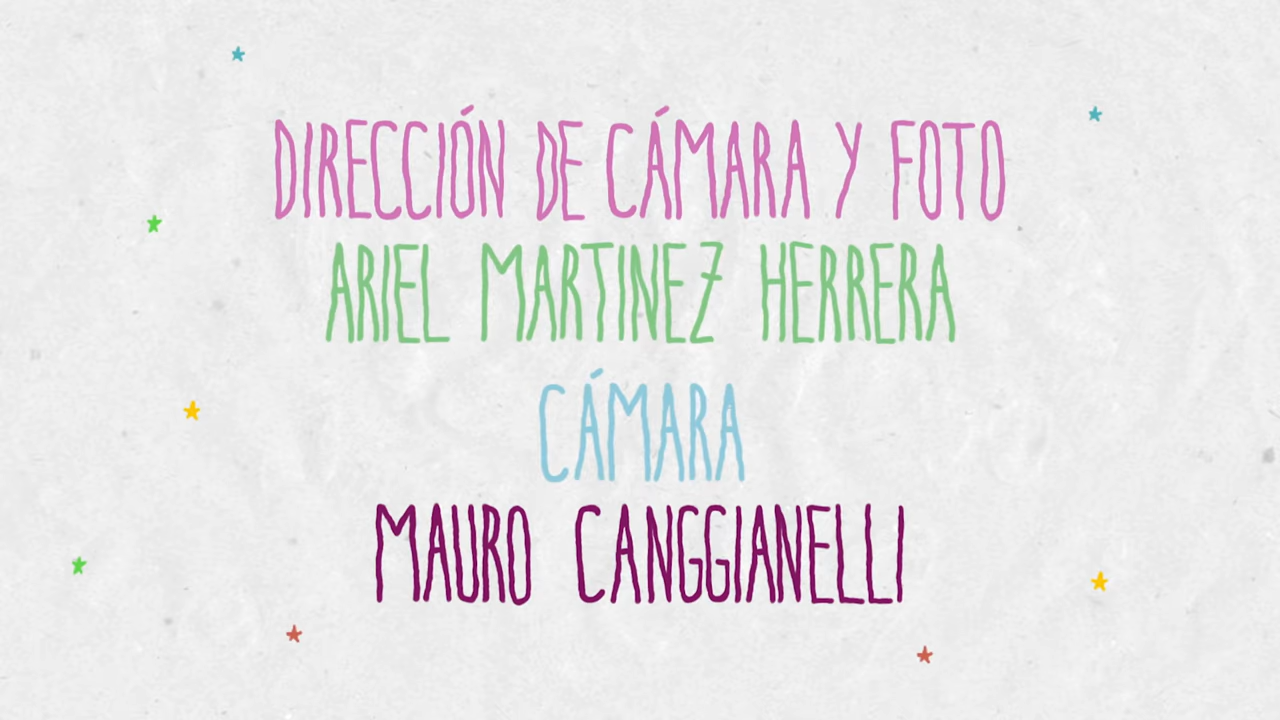 DIRECCIÓN DE CÁMARA Y FOTO
ARIEL MARTINEZ HERRERA
CÁMARA
MAURO CANGGIANELLI